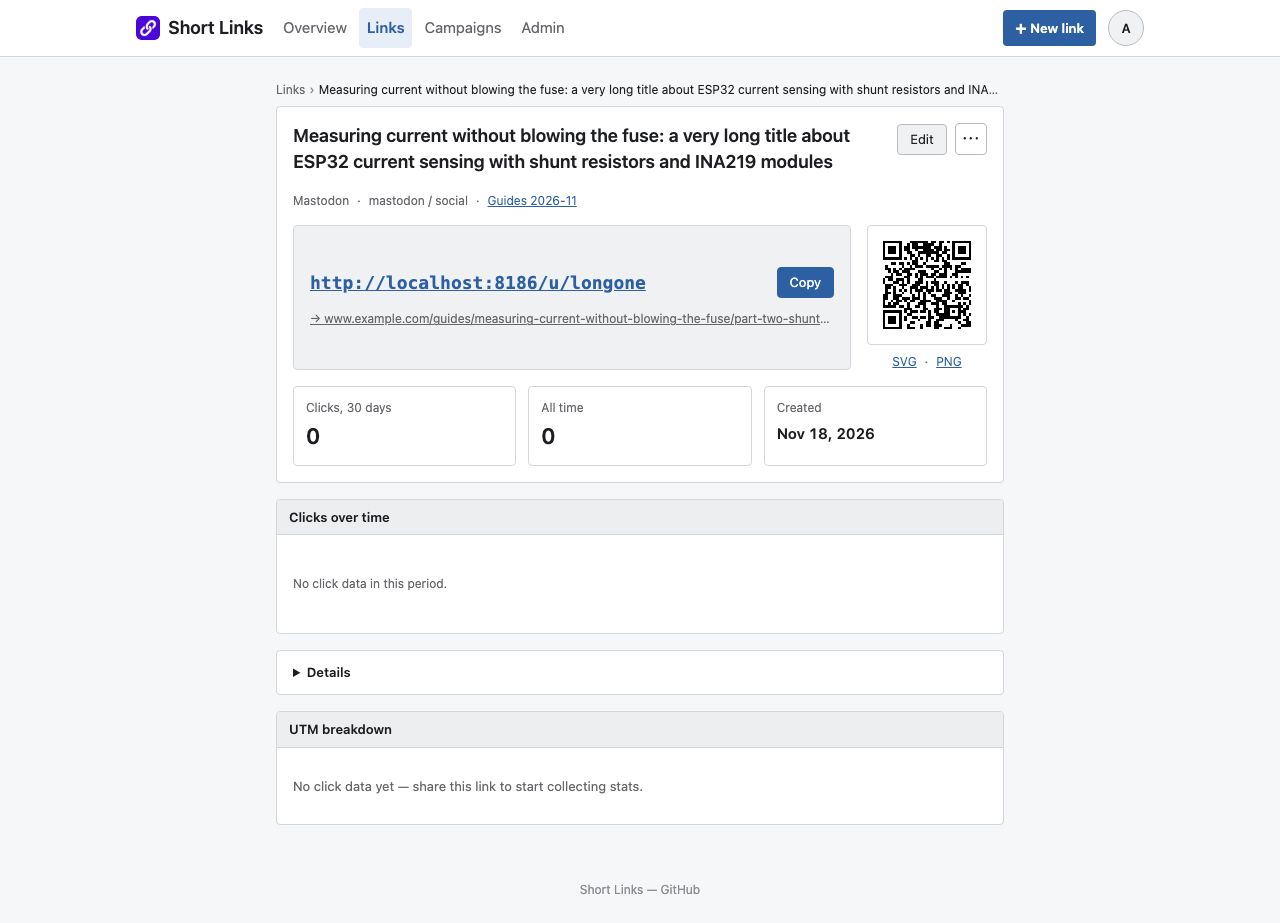 Short Links
Overview
Links
Campaigns
Admin
+ New link
A
Links › Measuring current without blowing the fuse: a very long title about ESP32 current sensing with shunt resistors and INA...
Measuring current without blowing the fuse: a very long title about
ESP32 current sensing with shunt resistors and INA219 modules
Edit
...
Mastodon · mastodon / social · Guides 2026-11
http://localhost:8186/u/longone
Copy
→ www.example.com/guides/measuring-current-without-blowing-the-fuse/part-two-shunt...
SVG · PNG
Clicks, 30 days
0
All time
0
Created
Nov 18, 2026
Clicks over time
No click data in this period.
▶ Details
UTM breakdown
No click data yet — share this link to start collecting stats.
Short Links — GitHub